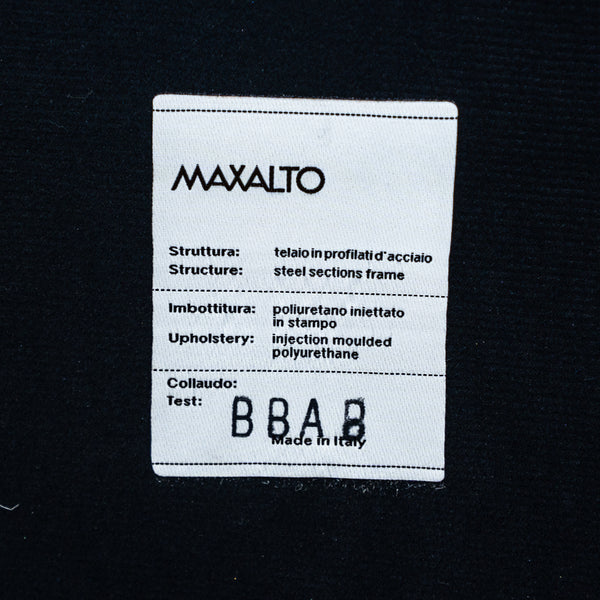 MAXALTO
Struttura: telaio in profilati d'acciaio
Structure: steel sections frame
Imbottitura: poliuretano iniettato
in stampo
Upholstery: injection moulded
polyurethane
Collaudo:
Test: BBAB
Made in Italy